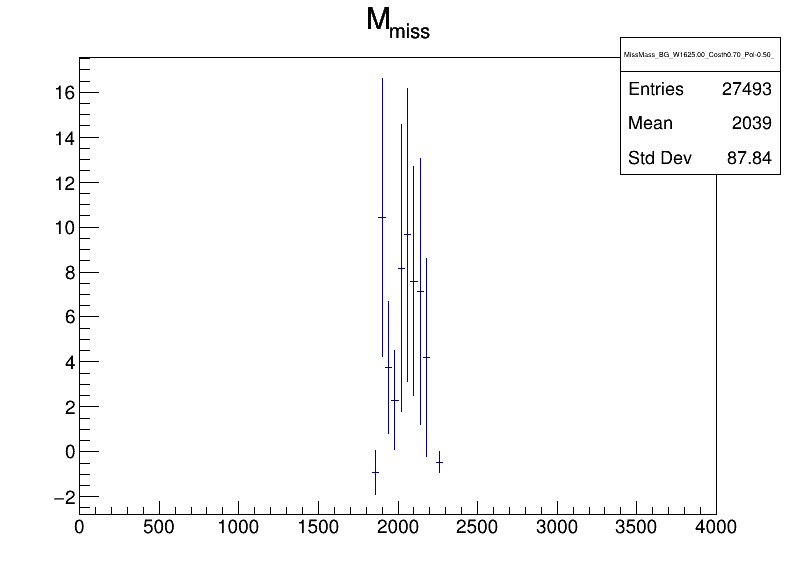 M_miss
MissMass_BG_W1625.00_Costh0.70_Pol-0.50_
Entries 27493
Mean 2039
Std Dev 87.84
16
14
12
10
8
6
4
2
0
−2
0 500 1000 1500 2000 2500 3000 3500 4000